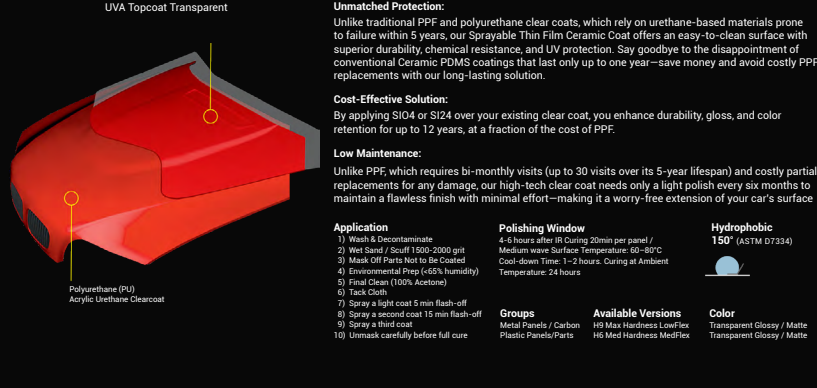 UVA Topcoat Transparent
Polyurethane (PU)
Acrylic Urethane Clearcoat
Unmatched Protection:
Unlike traditional PPF and polyurethane clear coats, which rely on urethane-based materials prone
to failure within 5 years, our Sprayable Thin Film Ceramic Coat offers an easy-to-clean surface with
superior durability, chemical resistance, and UV protection. Say goodbye to the disappointment of
conventional Ceramic PDMS coatings that last only up to one year—save money and avoid costly PPF
replacements with our long-lasting solution.
Cost-Effective Solution:
By applying SIO4 or SI24 over your existing clear coat, you enhance durability, gloss, and color
retention for up to 12 years, at a fraction of the cost of PPF.
Low Maintenance:
Unlike PPF, which requires bi-monthly visits (up to 30 visits over its 5-year lifespan) and costly partial
replacements for any damage, our high-tech clear coat needs only a light polish every six months to
maintain a flawless finish with minimal effort—making it a worry-free extension of your car's surface
Application
1) Wash & Decontaminate
2) Wet Sand / Scuff 1500-2000 grit
3) Mask Off Parts Not to Be Coated
4) Environmental Prep (<65% humidity)
5) Final Clean (100% Acetone)
6) Tack Cloth
7) Spray a light coat 5 min flash-off
8) Spray a second coat 15 min flash-off
9) Spray a third coat
10) Unmask carefully before full cure
Polishing Window
4-6 hours after IR Curing 20min per panel /
Medium wave Surface Temperature: 60–80°C
Cool-down Time: 1–2 hours. Curing at Ambient
Temperature: 24 hours
Hydrophobic
150° (ASTM D7334)
Groups
Metal Panels / Carbon
Plastic Panels/Parts
Available Versions
H9 Max Hardness LowFlex
H6 Med Hardness MedFlex
Color
Transparent Glossy / Matte
Transparent Glossy / Matte